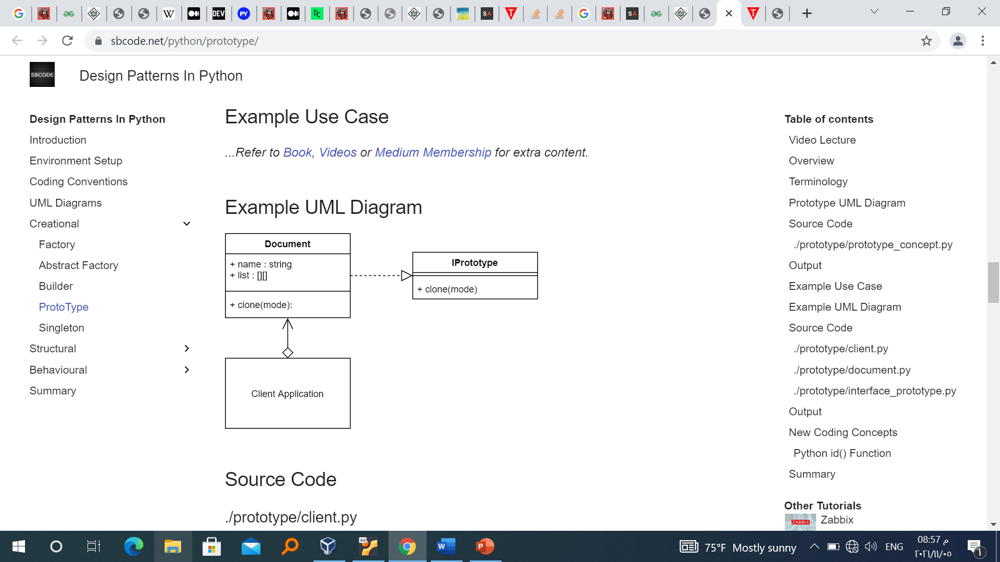 W
DEV
PY
SA
T
SA
T
sbcode.net/python/prototype/
SBCODE
Design Patterns In Python
Design Patterns In Python
Introduction
Environment Setup
Coding Conventions
UML Diagrams
Creational
Factory
Abstract Factory
Builder
ProtoType
Singleton
Structural
Behavioural
Summary
Example Use Case
...Refer to Book, Videos or Medium Membership for extra content.
Example UML Diagram
Document
+ name : string
+ list : [][]
+ clone(mode):
IPrototype
+ clone(mode)
Client Application
Source Code
./prototype/client.py
Table of contents
Video Lecture
Overview
Terminology
Prototype UML Diagram
Source Code
./prototype/prototype_concept.py
Output
Example Use Case
Example UML Diagram
Source Code
./prototype/client.py
./prototype/document.py
./prototype/interface_prototype.py
Output
New Coding Concepts
Python id() Function
Summary
Other Tutorials
ZABBIX
Zabbix
64
W
P
75°F Mostly sunny
ENG
08:57 م
٢٠٢١/١١/٠٥
١